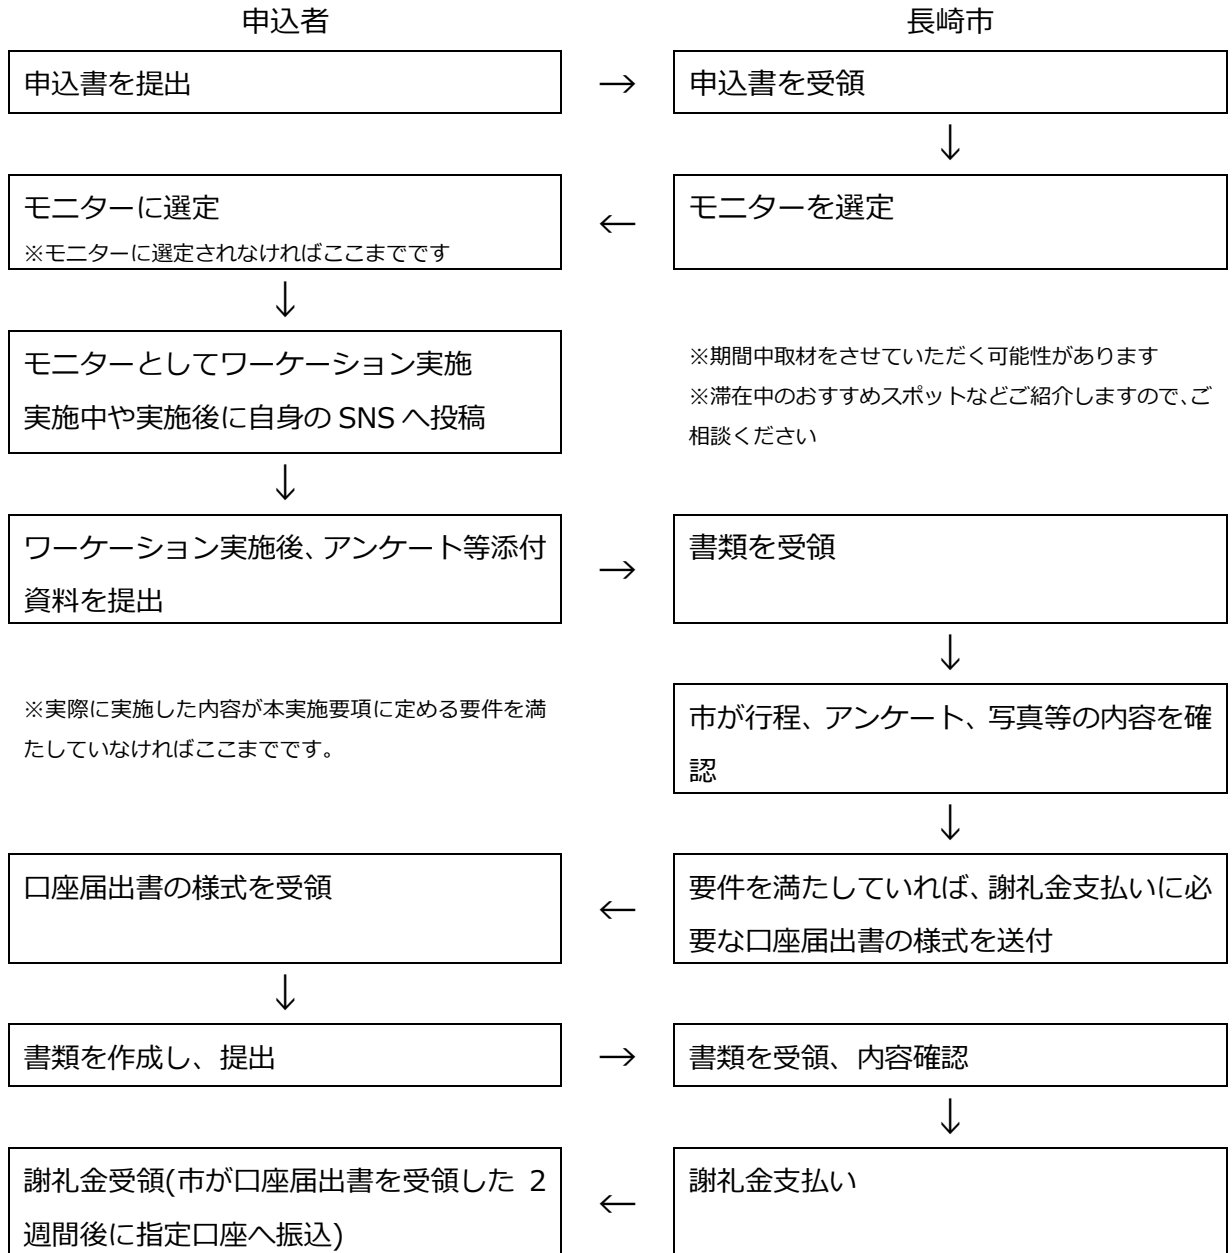 申込者
長崎市
申込書を提出
→
申込書を受領
↓
モニターに選定
※モニターに選定されなければここまでです
←
モニターを選定
↓
モニターとしてワーケーション実施
実施中や実施後に自身の SNS へ投稿
※期間中取材をさせていただく可能性があります
※滞在中のおすすめスポットなどご紹介しますので、ご
相談ください
↓
ワーケーション実施後、アンケート等添付
資料を提出
→
書類を受領
↓
※実際に実施した内容が本実施要項に定める要件を満
たしていなければここまでです。
市が行程、アンケート、写真等の内容を確
認
↓
口座届出書の様式を受領
←
要件を満たしていれば、謝礼金支払いに必
要な口座届出書の様式を送付
↓
書類を作成し、提出
→
書類を受領、内容確認
↓
謝礼金受領(市が口座届出書を受領した 2
週間後に指定口座へ振込)
←
謝礼金支払い